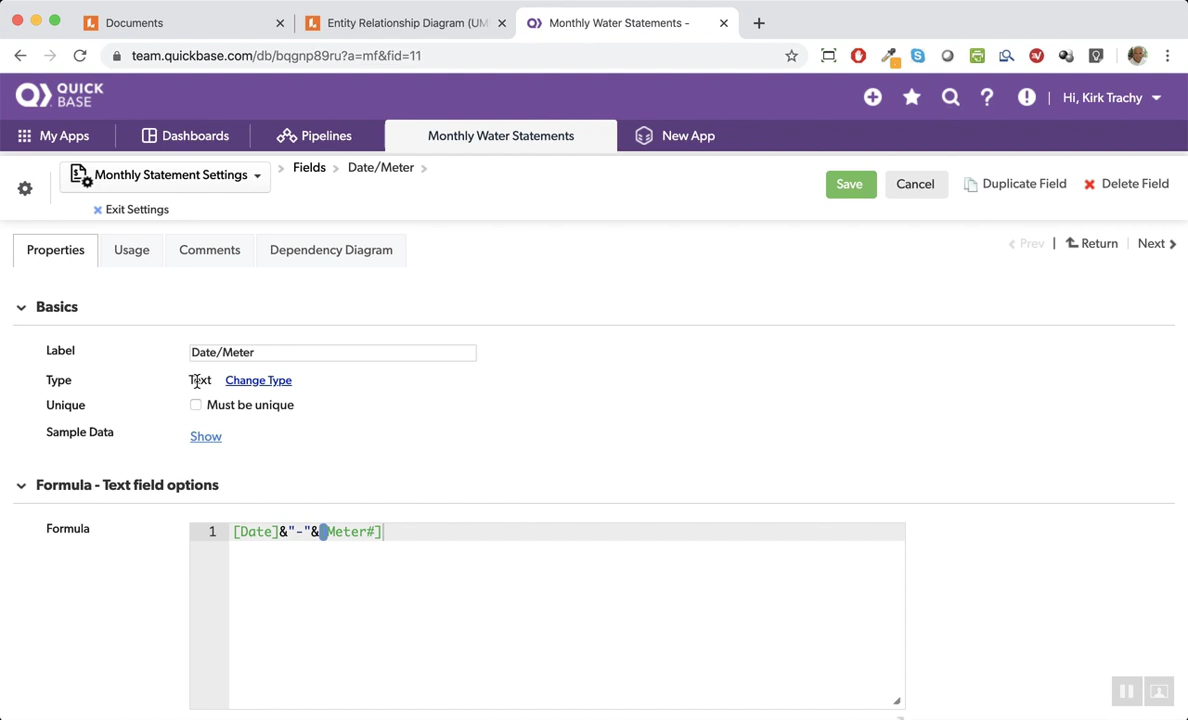 Documents
Entity Relationship Diagram (UM
Monthly Water Statements -
team.quickbase.com/db/bqgnp89ru?a=mf&fid=11
QUICK BASE
Hi, Kirk Trachy
My Apps
Dashboards
Pipelines
Monthly Water Statements
New App
Monthly Statement Settings
Fields
Date/Meter
Save
Cancel
Duplicate Field
Delete Field
Exit Settings
Properties
Usage
Comments
Dependency Diagram
Prev | Return | Next
Basics
Label
Date/Meter
Type
Text
Change Type
Unique
Must be unique
Sample Data
Show
Formula - Text field options
Formula
1
[Date]&"-"&[Meter#]